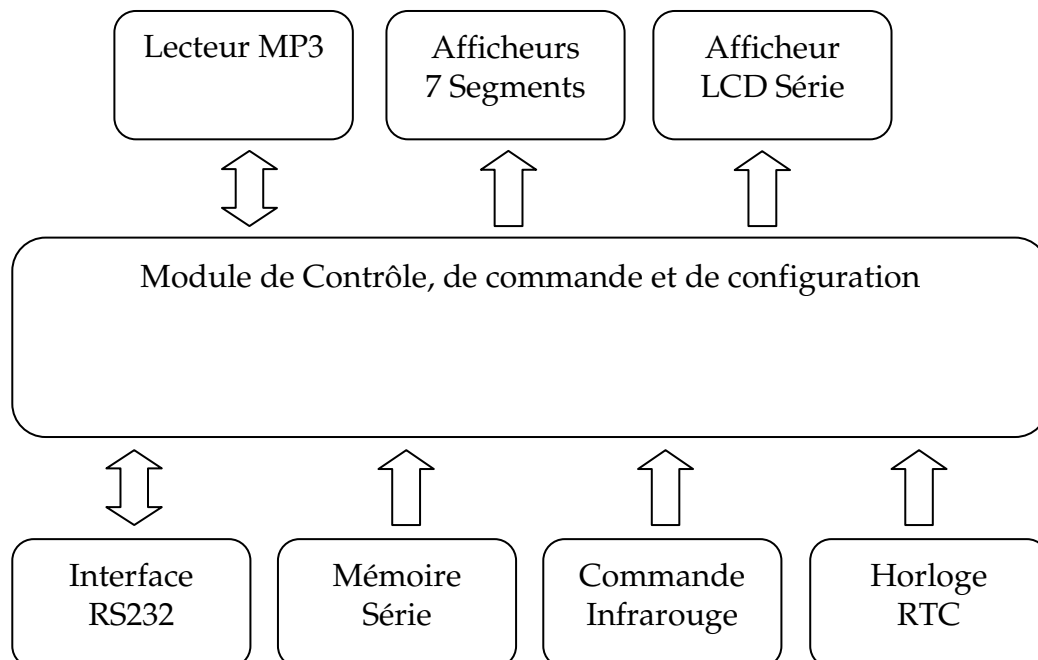 Lecteur MP3
Afficheurs
7 Segments
Afficheur
LCD Série
Module de Contrôle, de commande et de configuration
Interface
RS232
Mémoire
Série
Commande
Infrarouge
Horloge
RTC